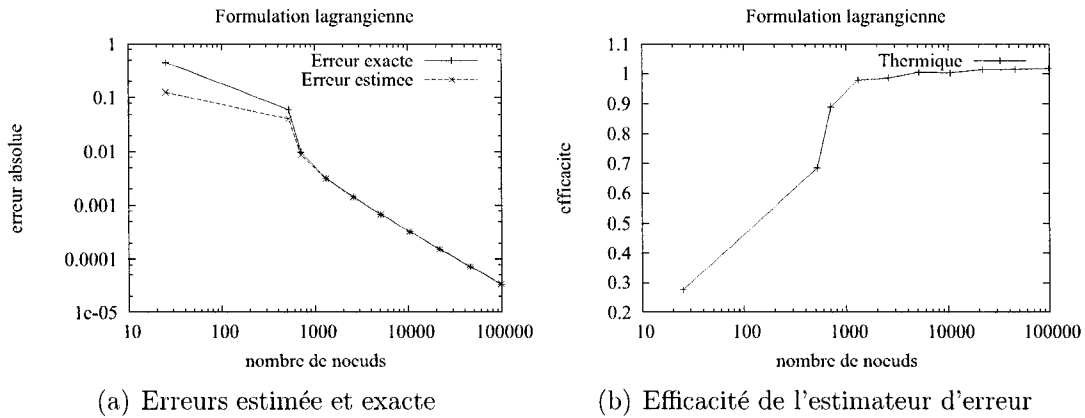 Formulation lagrangienne
1
0.1
0.01
0.001
0.0001
1c-05
10
100
1000
10000
100000
Erreur exacte
Erreur estimee
erreur absolue
nombre de noeuds
(a) Erreurs estimée et exacte
Formulation lagrangienne
1.1
1
0.9
0.8
0.7
0.6
0.5
0.4
0.3
0.2
10
100
1000
10000
100000
Thermique
efficacite
nombre de noeuds
(b) Efficacité de l'estimateur d'erreur